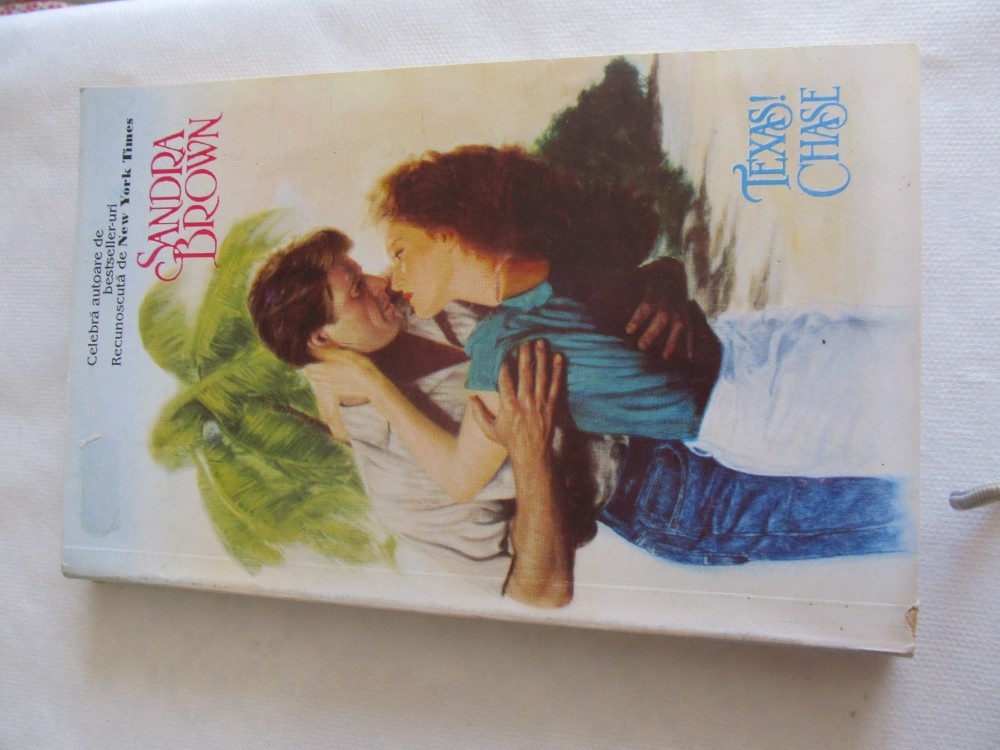 Celebră autoare de
bestseller-uri
Recunoscută de New York Times
SANDRA
BROWN
TEXAS!
CHASE